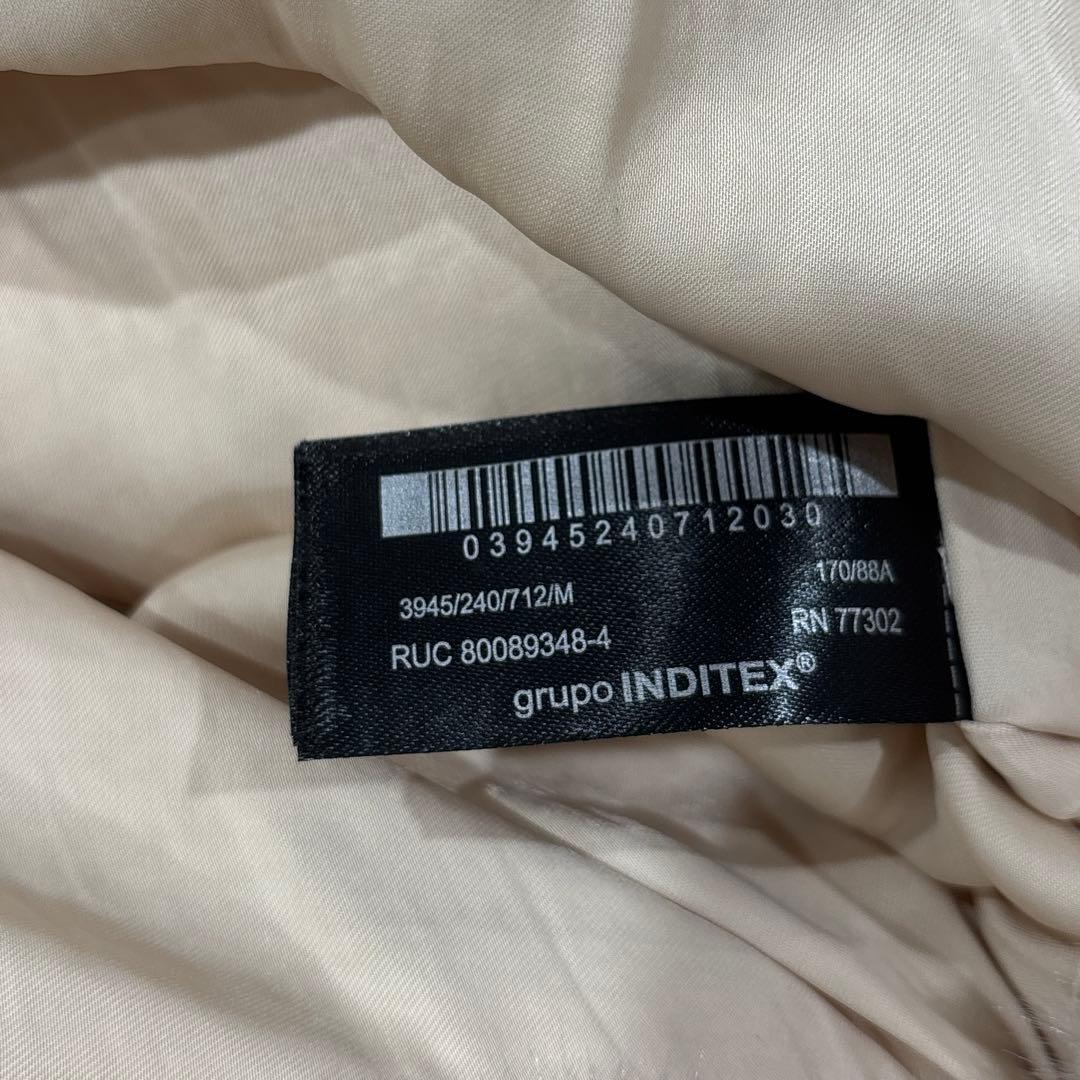 03945240712030
170/88A
3945/240/712/M
RN 77302
RUC 80089348-4
grupo INDITEX®